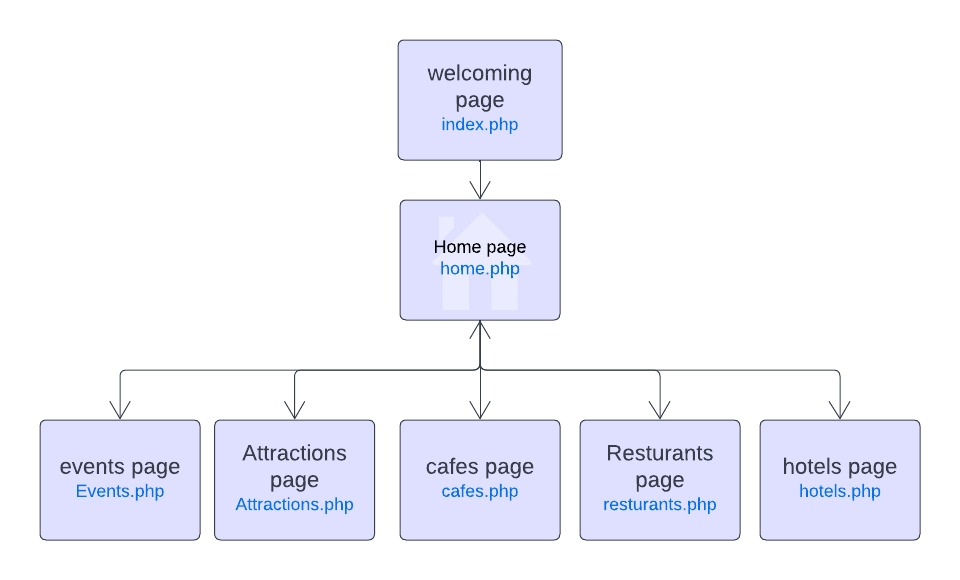 welcoming
page
index.php
Home page
home.php
events page
Events.php
Attractions
page
Attractions.php
cafes page
cafes.php
Resturants
page
resturants.php
hotels page
hotels.php